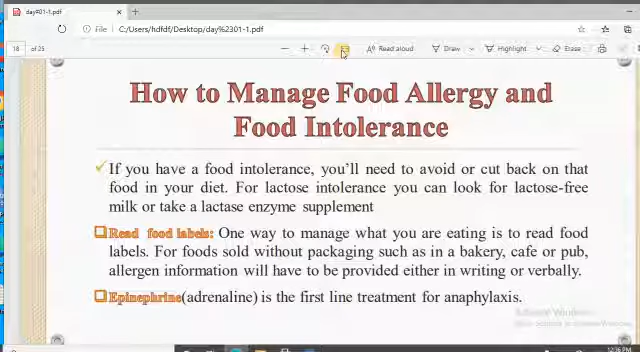 day#01-1.pdf
File C:/Users/hdfdf/Desktop/day%2301-1.pdf
18 of 25 Read aloud Draw Highlight Erase
How to Manage Food Allergy and
Food Intolerance
If you have a food intolerance, you'll need to avoid or cut back on that
food in your diet. For lactose intolerance you can look for lactose-free
milk or take a lactase enzyme supplement
Read food labels: One way to manage what you are eating is to read food
labels. For foods sold without packaging such as in a bakery, cafe or pub,
allergen information will have to be provided either in writing or verbally.
Epinephrine(adrenaline) is the first line treatment for anaphylaxis.
Activate Windows
12:36 PM